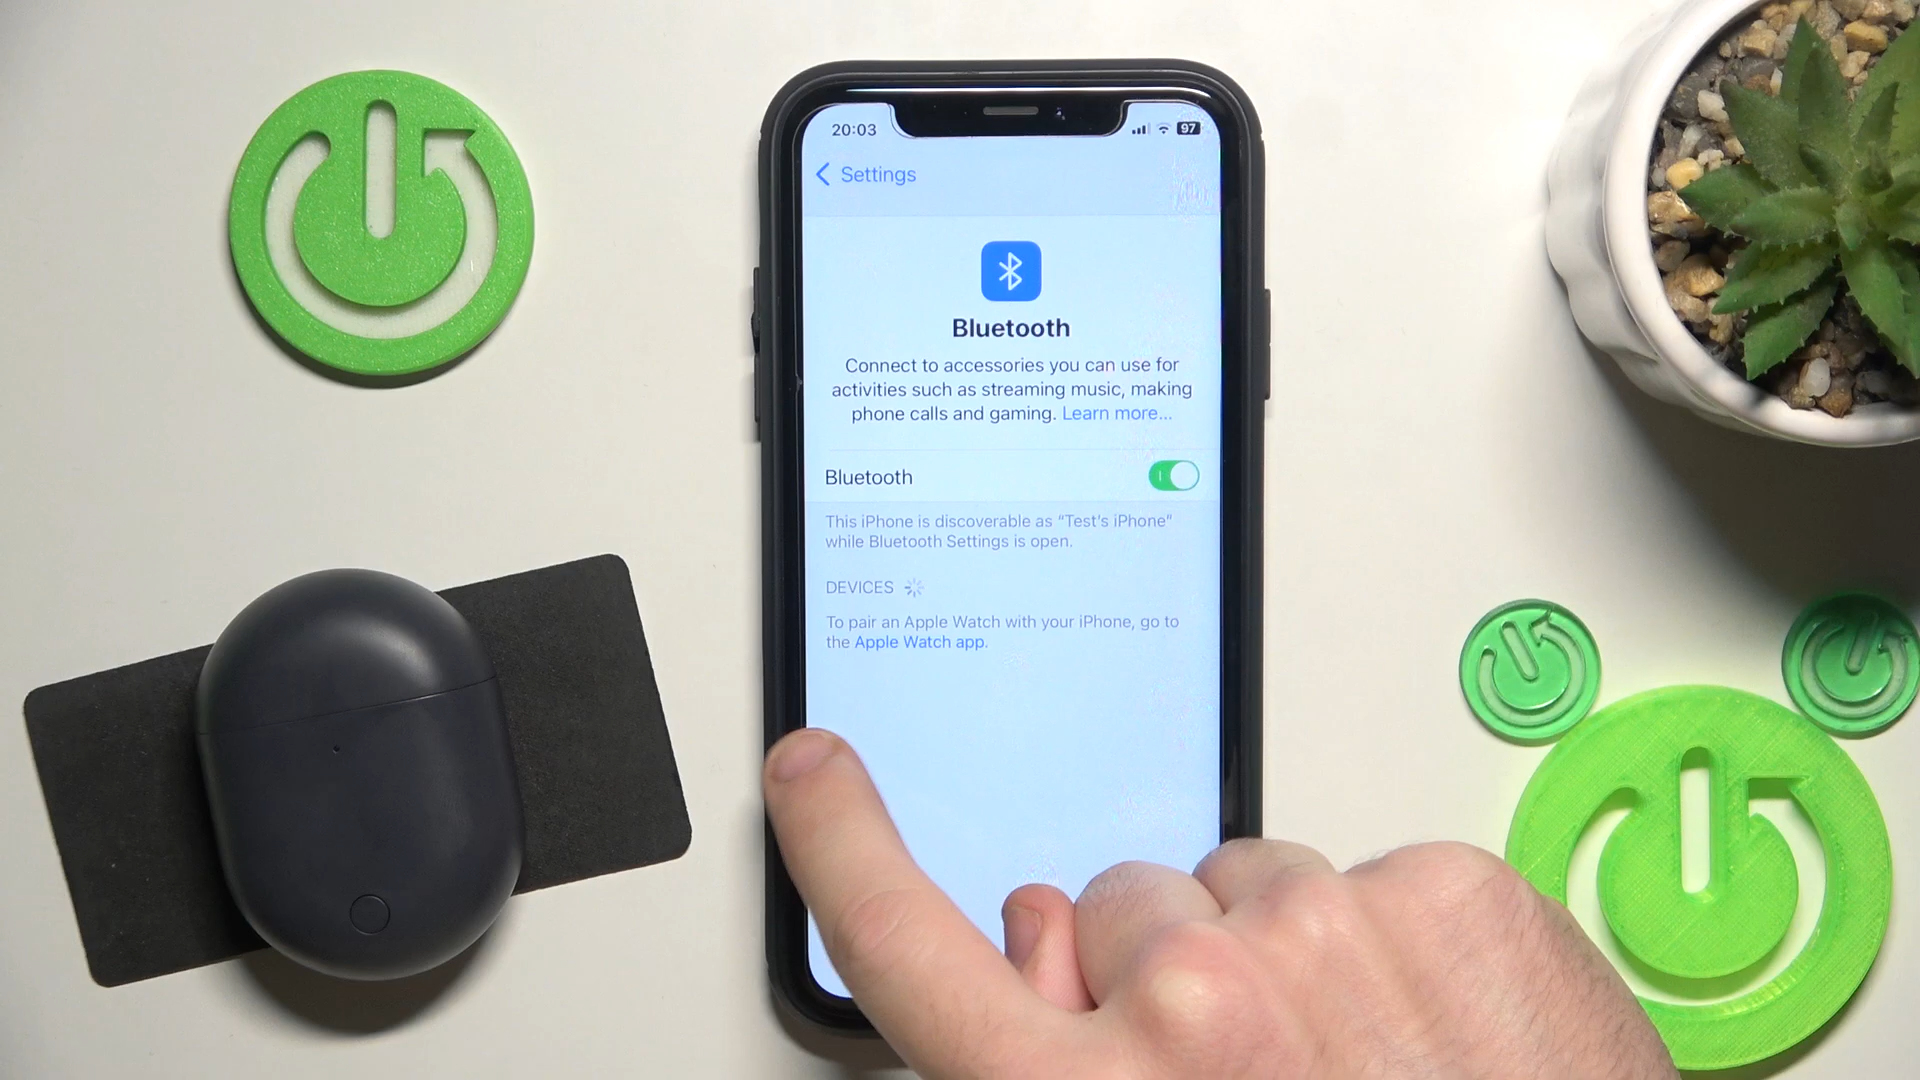 20:03
97
Settings
Bluetooth
Connect to accessories you can use for
activities such as streaming music, making
phone calls and gaming. Learn more...
Bluetooth
This iPhone is discoverable as “Test's iPhone”
while Bluetooth Settings is open.
DEVICES
To pair an Apple Watch with your iPhone, go to
the Apple Watch app.